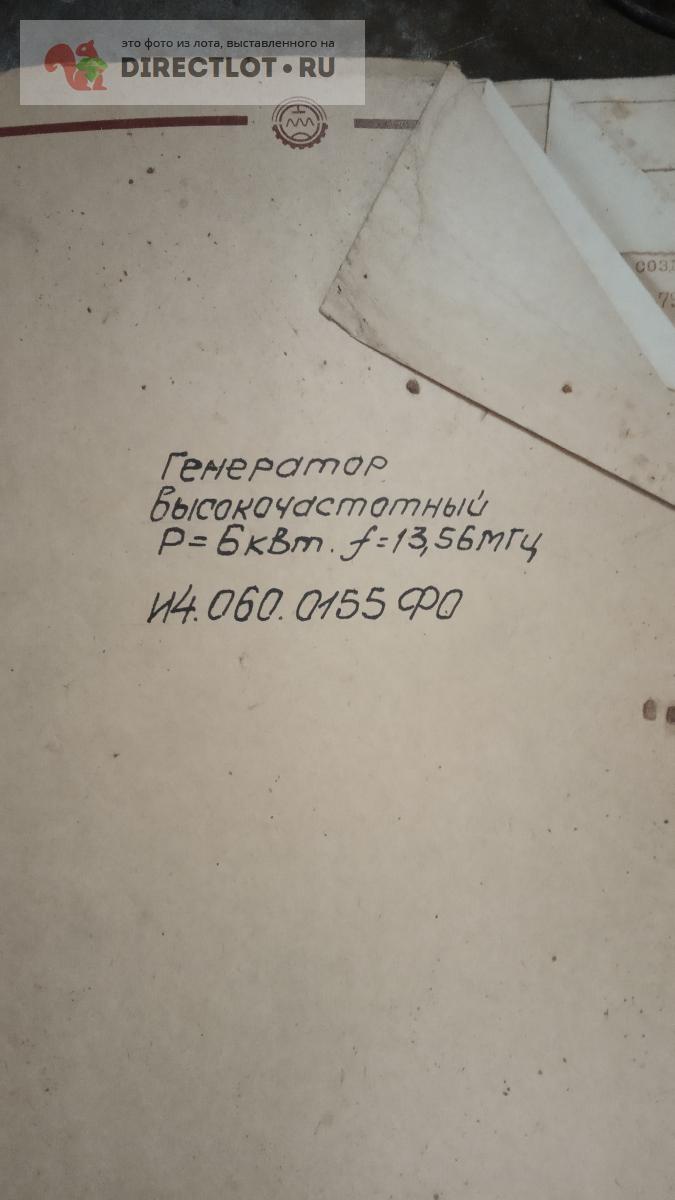 это фото из лота, выставленного на
DIRECTLOT.RU
Генератор
высокочастотный
P= 6квт. f=13,56мГц
И4.060.0155 ФО